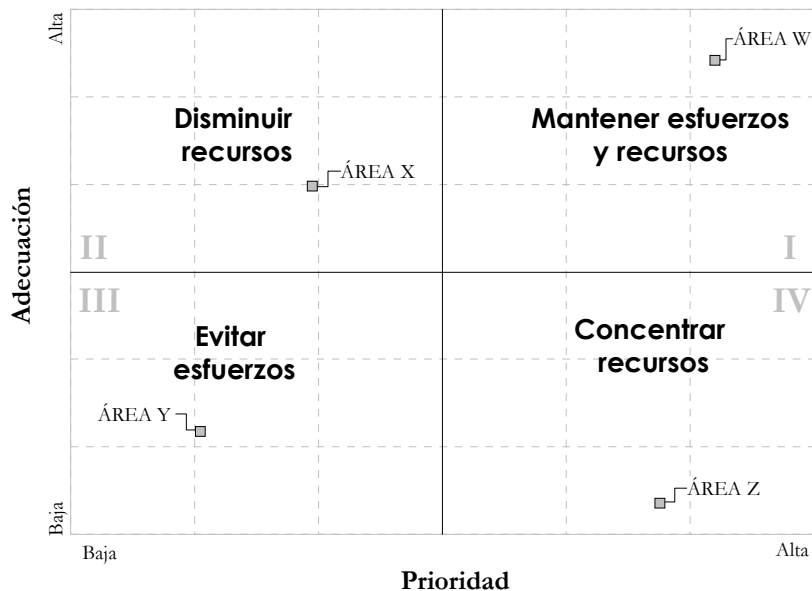 Alta
ÁREA W
Disminuir
recursos
Mantener esfuerzos
y recursos
ÁREA X
Adecuación
II
I
III
IV
Evitar
esfuerzos
Concentrar
recursos
ÁREA Y
ÁREA Z
Baja
Baja
Alta
Prioridad